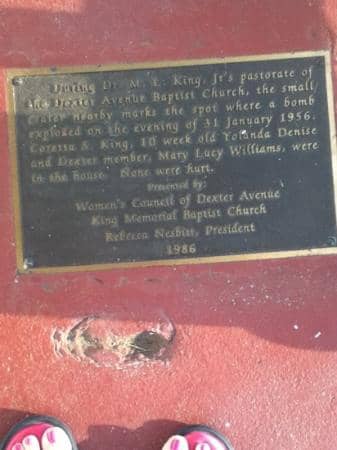 During Dr. M. L. King, Jr's pastorate of
the Dexter Avenue Baptist Church, the small
crater nearby marks the spot where a bomb
exploded on the evening of 31 January 1956.
Coretta S. King, 10 week old Yolanda Denise
and Dexter member, Mary Lucy Williams, were
in the house. None were hurt.
Presented by:
Women's Council of Dexter Avenue
King Memorial Baptist Church
Rebecca Nesbitt, President
1986